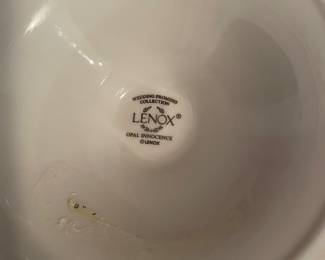 WEDDING PROMISES
COLLECTION
LENOX®
OPAL INNOCENCE
© LENOX